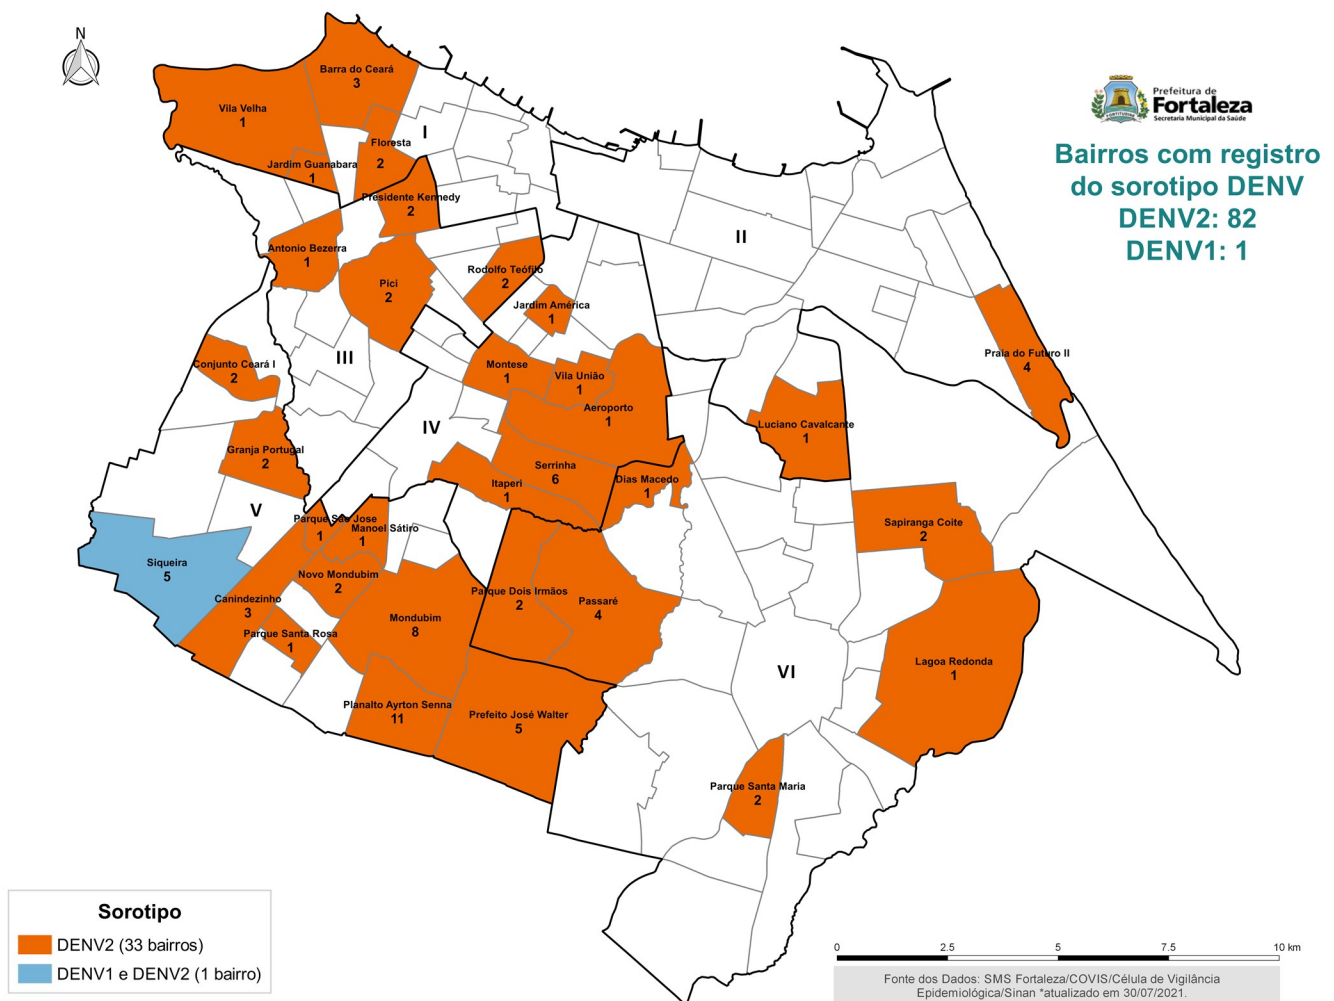 N
Prefeitura de
Fortaleza
Secretaria Municipal da Saúde
FORTITUDINE
Bairros com registro
do sorotipo DENV
DENV2: 82
DENV1: 1
Barra do Ceará
3
Vila Velha
1
I
Floresta
2
Jardim Guanabara
1
Presidente Kennedy
2
II
Antonio Bezerra
1
Pici
2
Rodolfo Teófilo
2
Jardim América
1
Praia do Futuro II
4
III
Conjunto Ceará I
2
Montese
1
Vila União
1
Aeroporto
1
Luciano Cavalcante
1
IV
Granja Portugal
2
Serrinha
6
Itaperi
1
Dias Macedo
1
V
Parque São Jose
1
Manoel Sátiro
1
Sapiranga Coite
2
Siqueira
5
Novo Mondubim
2
Canindezinho
3
Parque Dois Irmãos
2
Passaré
4
Mondubim
8
Parque Santa Rosa
1
VI
Lagoa Redonda
1
Planalto Ayrton Senna
11
Prefeito José Walter
5
Parque Santa Maria
2
Sorotipo
DENV2 (33 bairros)
DENV1 e DENV2 (1 bairro)
0 2.5 5 7.5 10 km
Fonte dos Dados: SMS Fortaleza/COVIS/Célula de Vigilância
Epidemiológica/Sinan *atualizado em 30/07/2021.